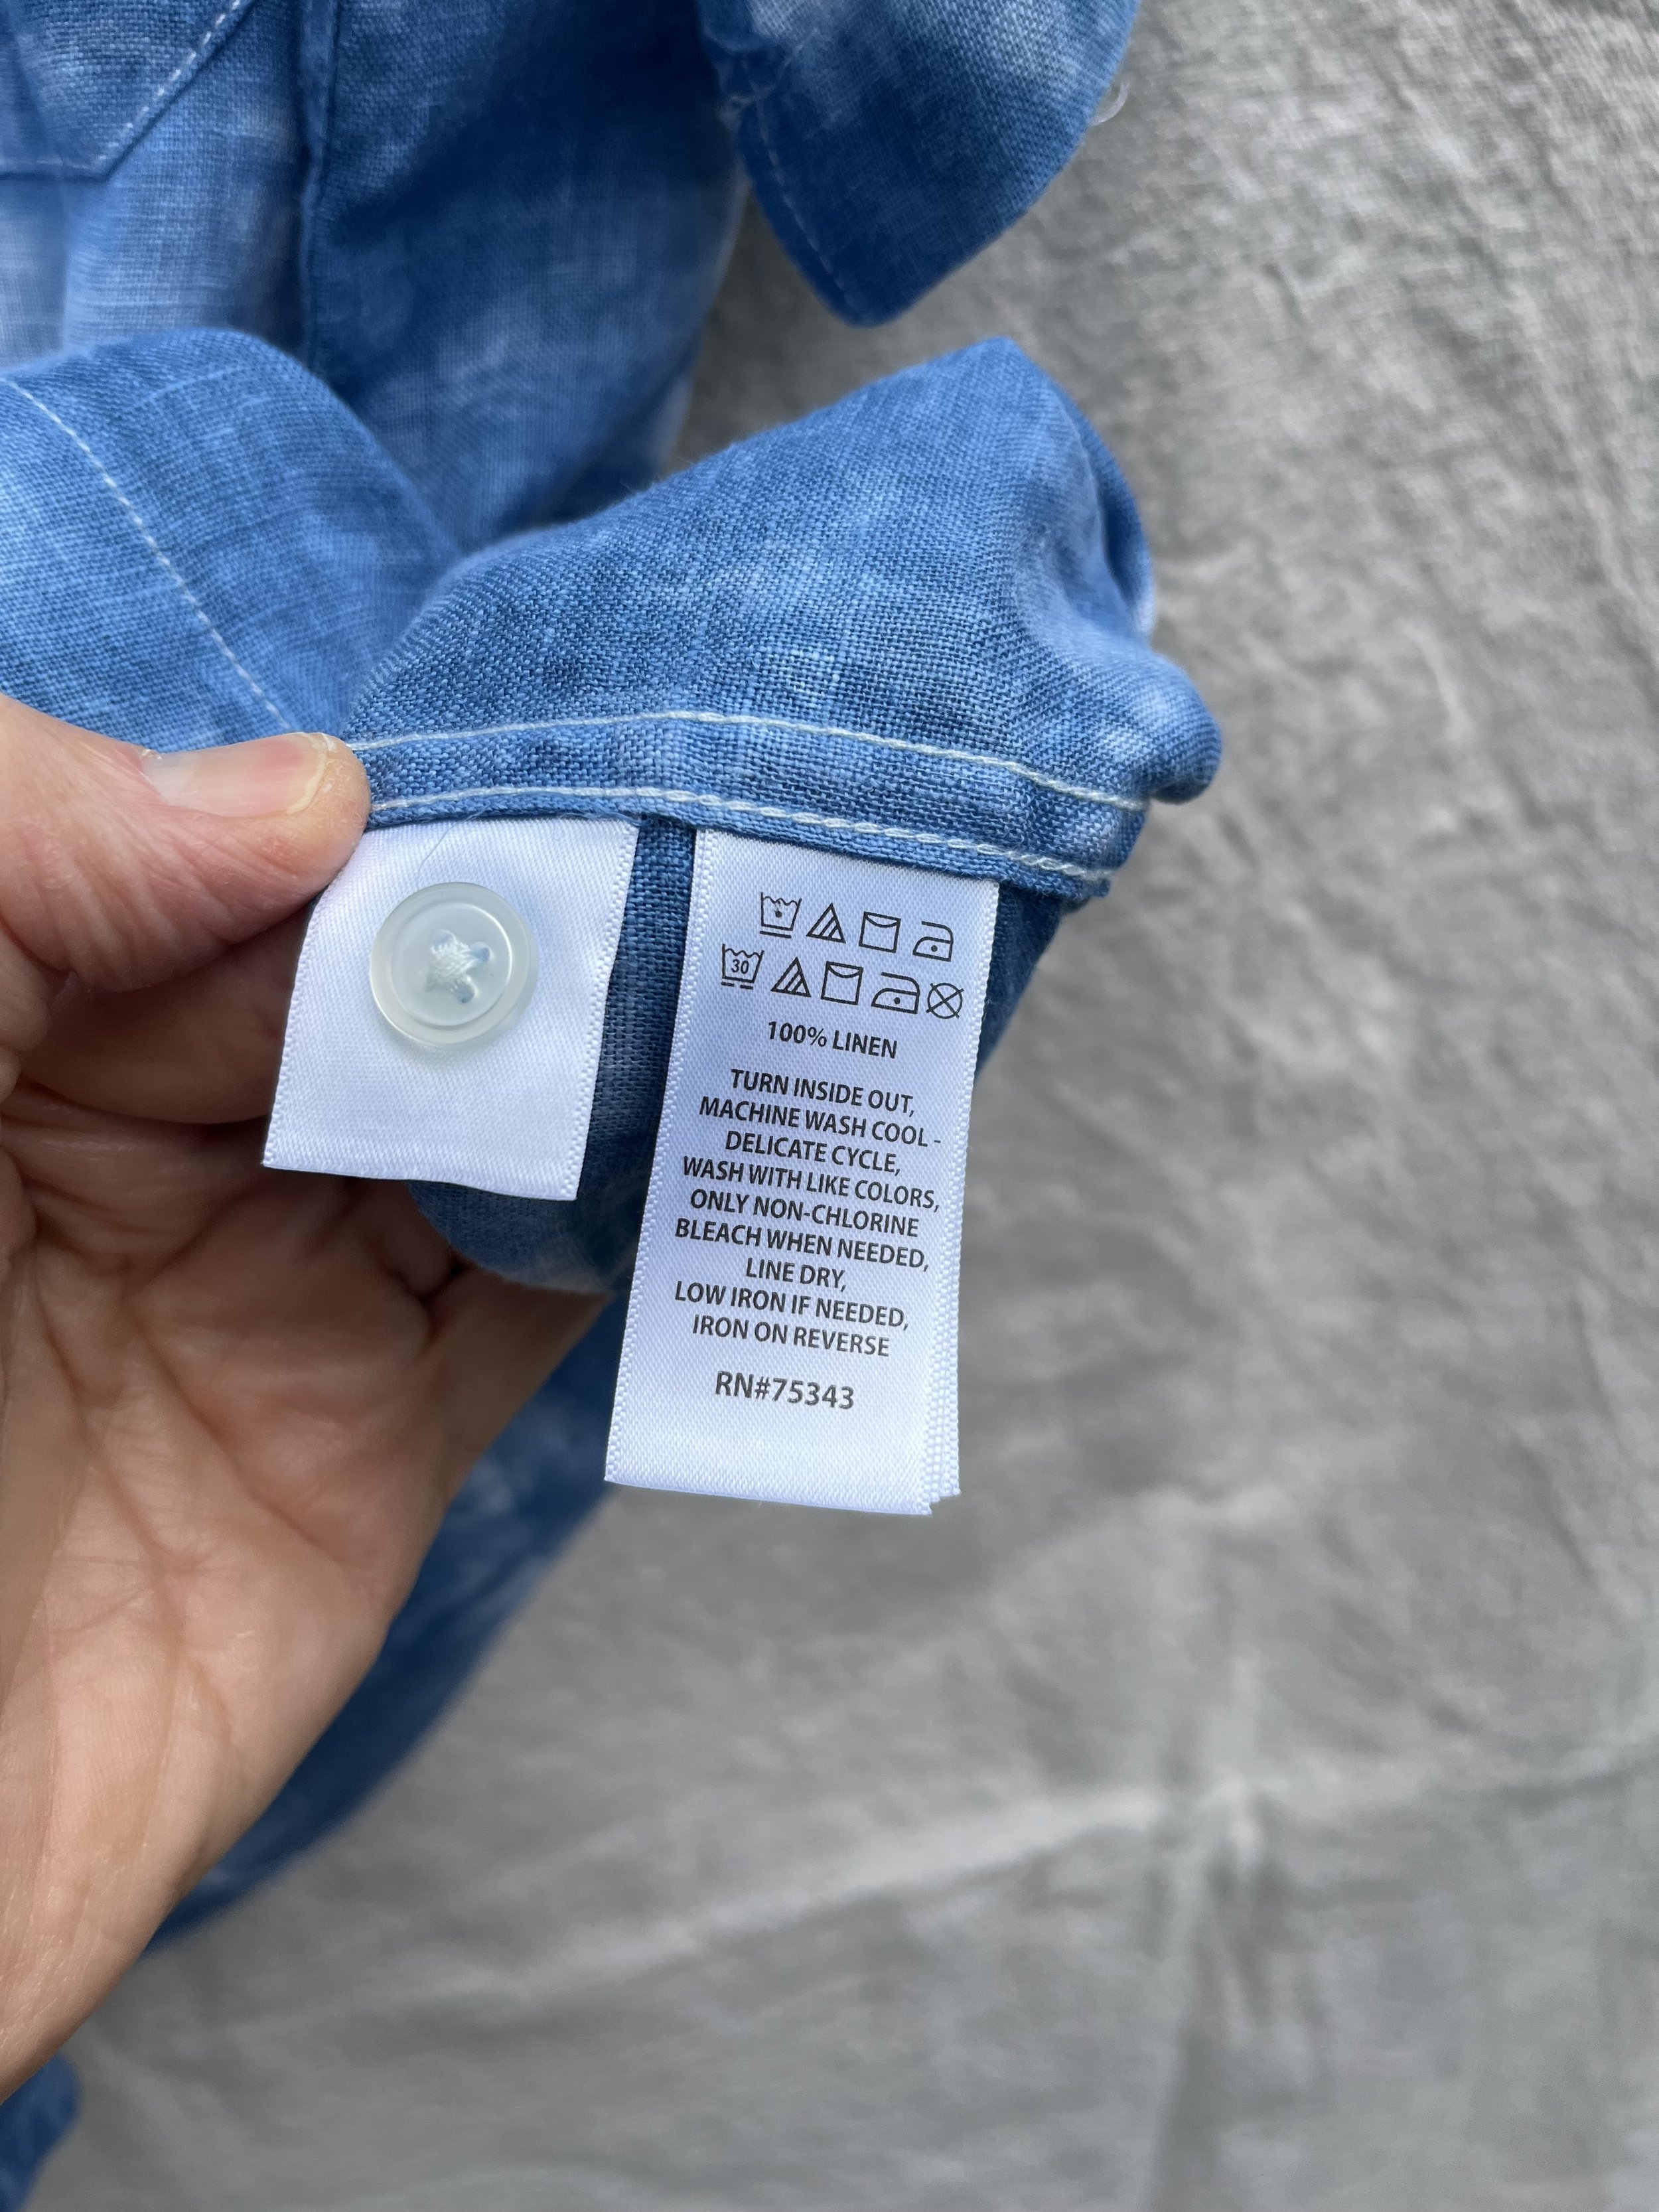 30
100% LINEN
TURN INSIDE OUT,
MACHINE WASH COOL -
DELICATE CYCLE,
WASH WITH LIKE COLORS,
ONLY NON-CHLORINE
BLEACH WHEN NEEDED,
LINE DRY,
LOW IRON IF NEEDED,
IRON ON REVERSE
RN#75343